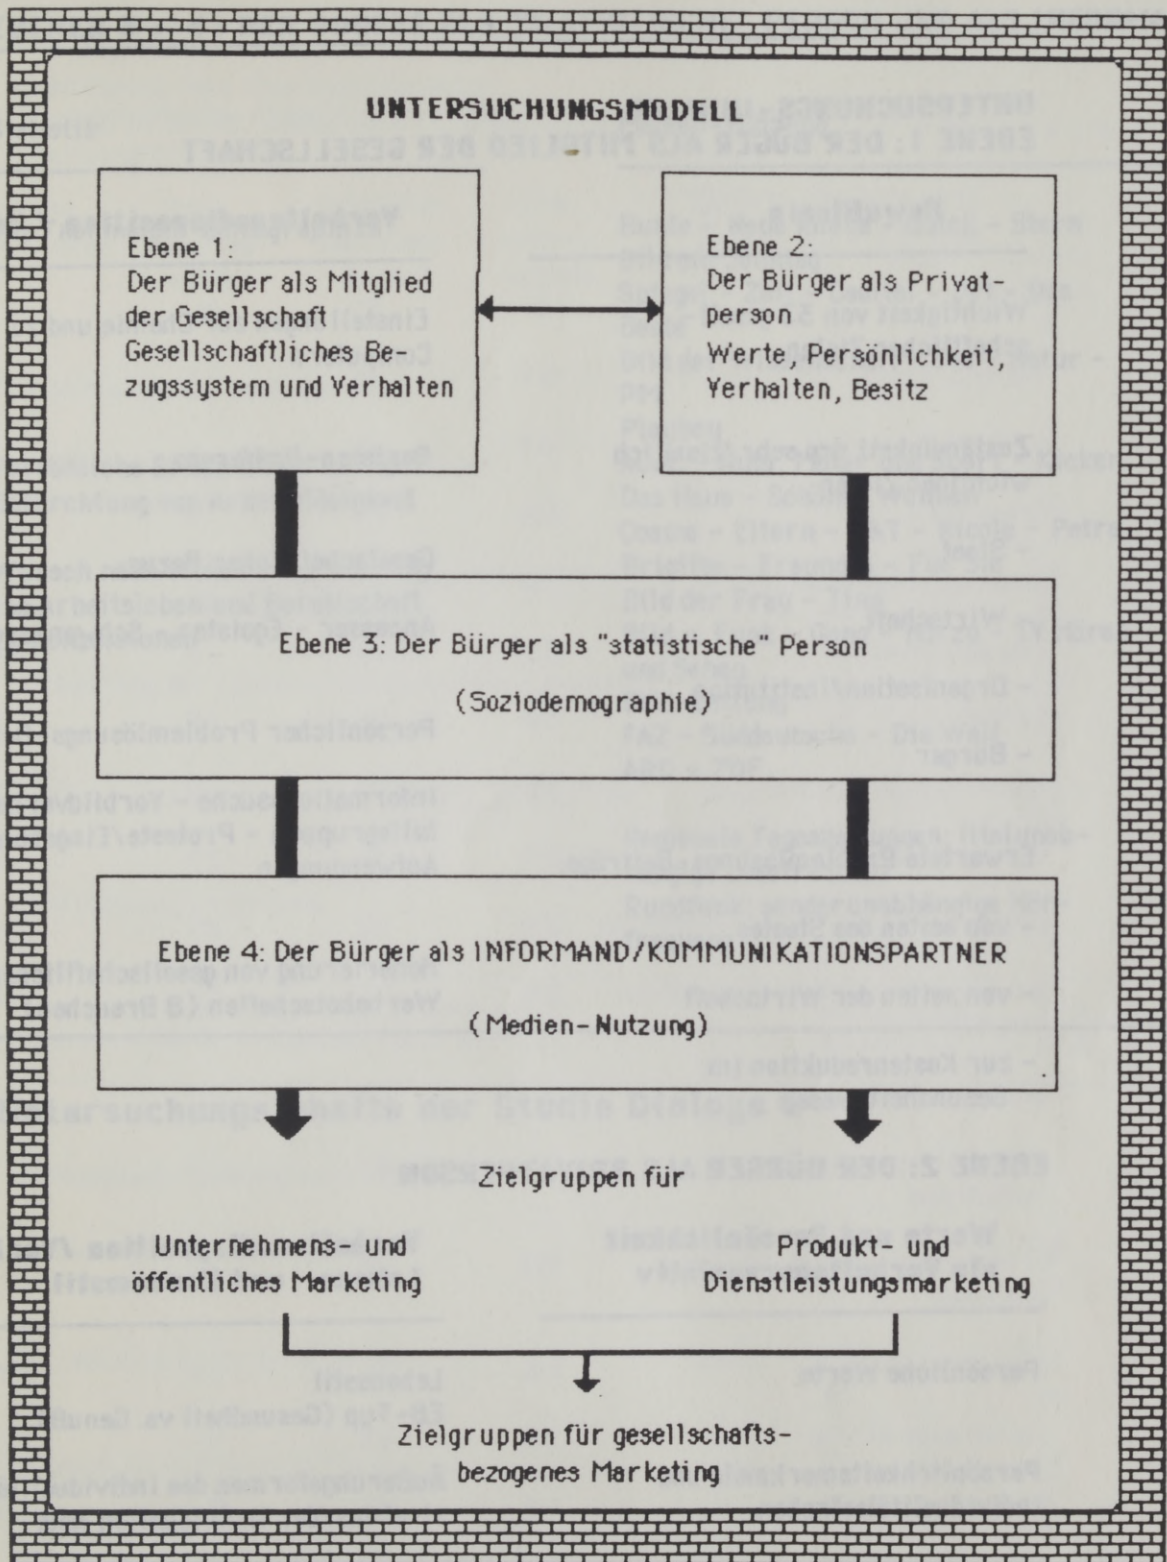 UNTERSUCHUNGSMODELL
Ebene 1:
Der Bürger als Mitglied
der Gesellschaft
Gesellschaftliches Be-
zugssystem und Verhalten
Ebene 2:
Der Bürger als Privat-
person
Werte, Persönlichkeit,
Verhalten, Besitz
Ebene 3: Der Bürger als "statistische" Person
(Soziodemographie)
Ebene 4: Der Bürger als INFORMAND/KOMMUNIKATIONSPARTNER
(Medien-Nutzung)
Zielgruppen für
Unternehmens- und
öffentliches Marketing
Produkt- und
Dienstleistungsmarketing
Zielgruppen für gesellschafts-
bezogenes Marketing